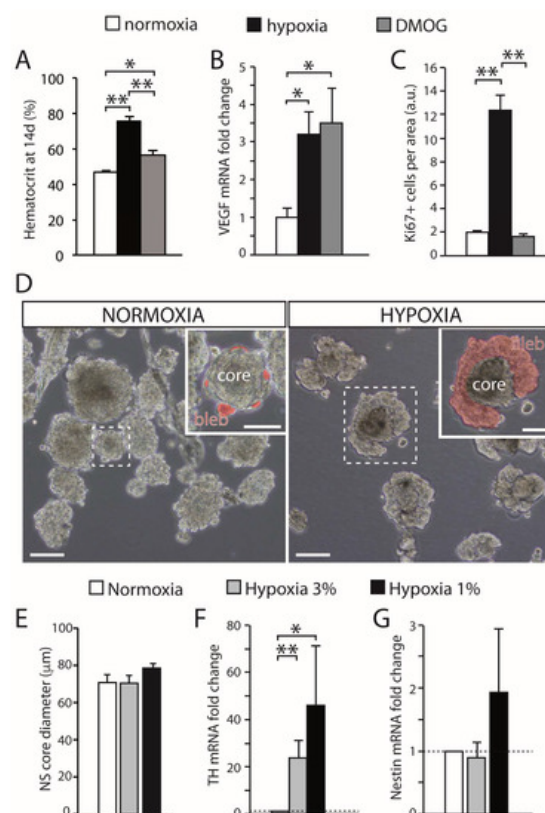 normoxia hypoxia DMOG
A B C
Hematocrit at 14d (%)
100
80
60
40
20
0
*
** **
VEGF mRNA fold change
5
4
3
2
1
0
*
*
Ki67+ cells per area (a.u.)
16
14
12
10
8
6
4
2
0
** **
D
NORMOXIA HYPOXIA
core
bleb
bleb
core
Normoxia Hypoxia 3% Hypoxia 1%
E F G
NS core diameter (μm)
100
80
60
40
20
0
TH mRNA fold change
80
60
40
20
0
*
**
Nestin mRNA fold change
3
2
1
0